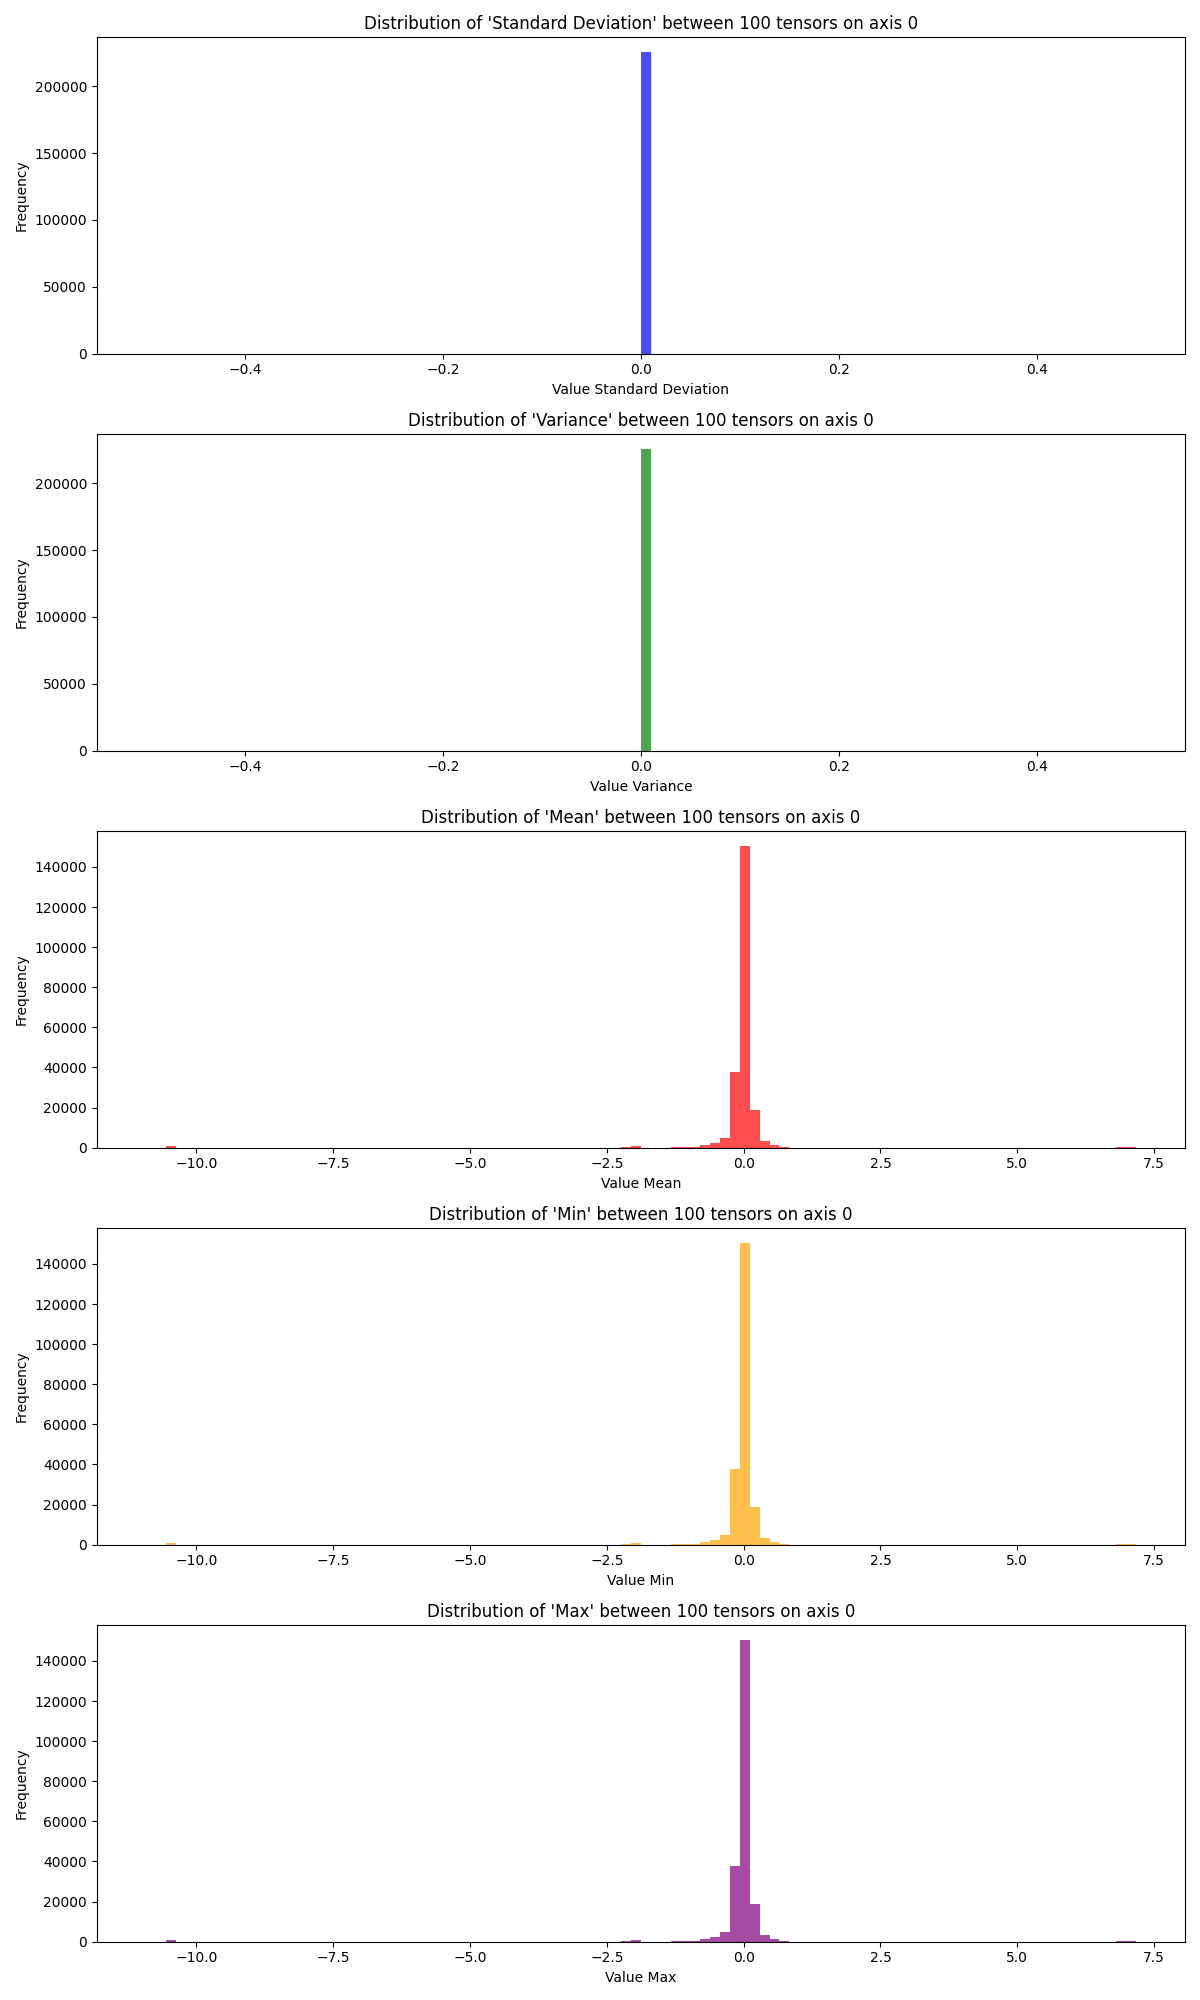 Distribution of 'Standard Deviation' between 100 tensors on axis 0
Frequency
200000
150000
100000
50000
0
−0.4 −0.2 0.0 0.2 0.4
Value Standard Deviation
Distribution of 'Variance' between 100 tensors on axis 0
Frequency
200000
150000
100000
50000
0
−0.4 −0.2 0.0 0.2 0.4
Value Variance
Distribution of 'Mean' between 100 tensors on axis 0
Frequency
140000
120000
100000
80000
60000
40000
20000
0
−10.0 −7.5 −5.0 −2.5 0.0 2.5 5.0 7.5
Value Mean
Distribution of 'Min' between 100 tensors on axis 0
Frequency
140000
120000
100000
80000
60000
40000
20000
0
−10.0 −7.5 −5.0 −2.5 0.0 2.5 5.0 7.5
Value Min
Distribution of 'Max' between 100 tensors on axis 0
Frequency
140000
120000
100000
80000
60000
40000
20000
0
−10.0 −7.5 −5.0 −2.5 0.0 2.5 5.0 7.5
Value Max